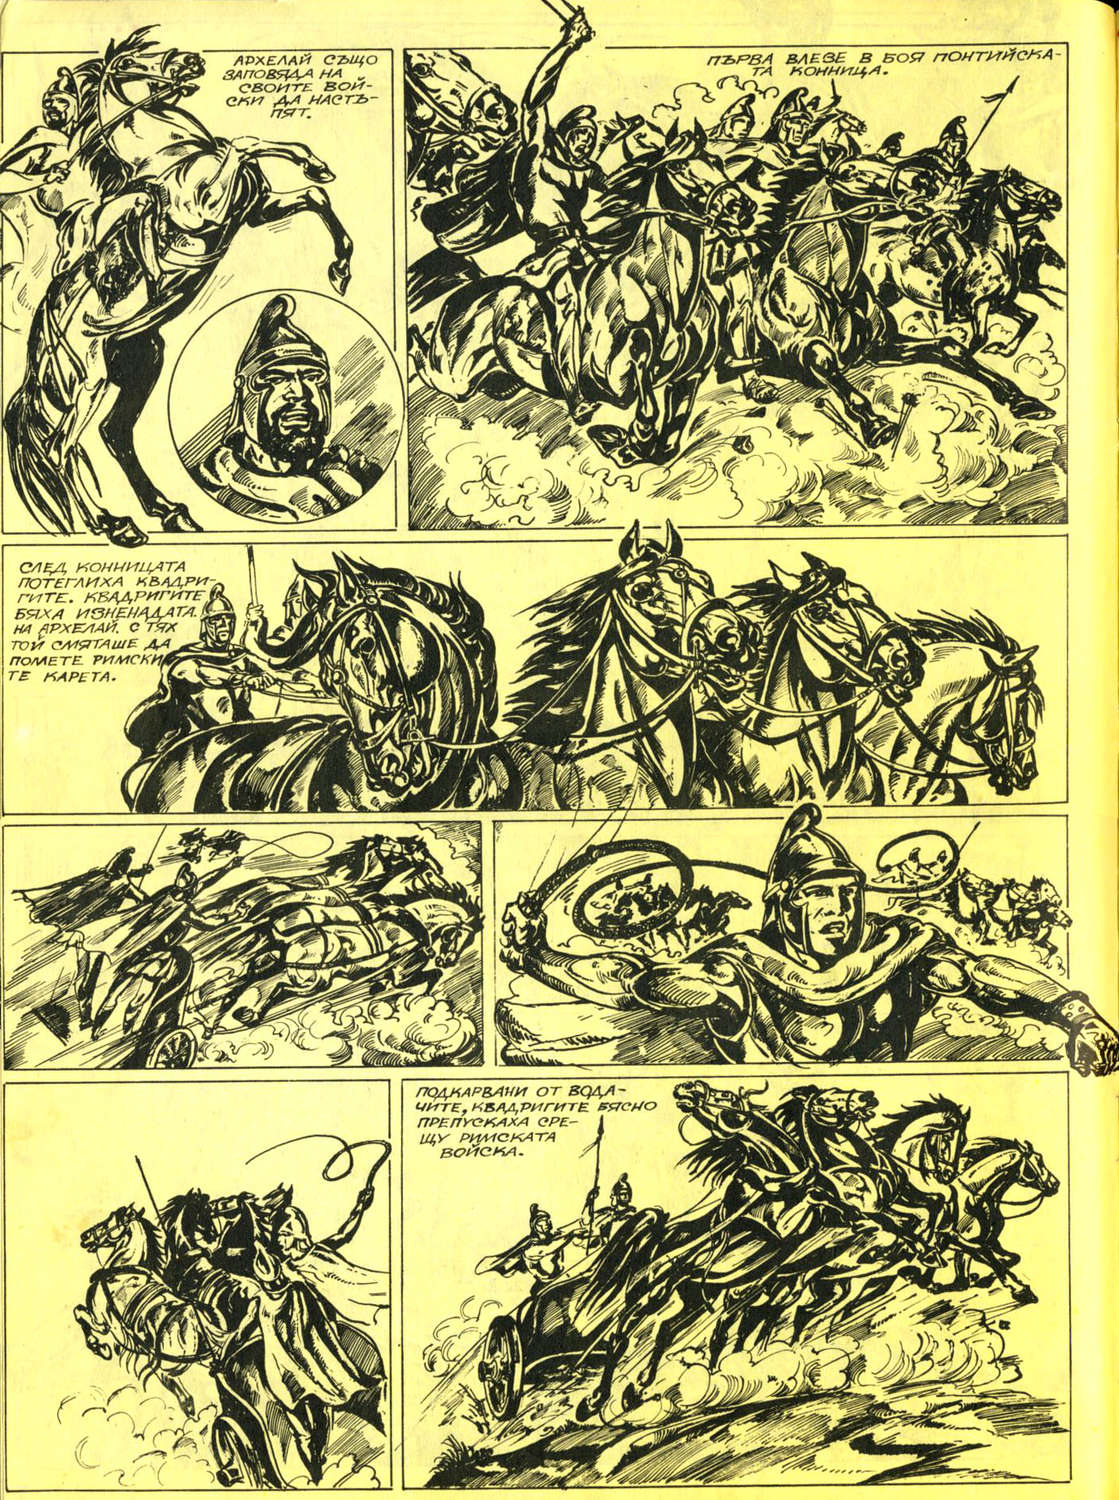 АРХЕЛАЙ СЪЩО
ЗАПОВЯДА НА
СВОИТЕ ВОЙ-
СКИ ДА НАСТЪ-
ПЯТ.
ПЪРВА ВЛЕЗЕ В БОЯ ПОНТИЙСКА-
ТА КОННИЦА.
СЛЕД КОННИЦАТА
ПОТЕГЛИХА КВАДРИ-
ГИТЕ. КВАДРИГИТЕ
БЯХА ИЗНЕНАДАТА
НА АРХЕЛАЙ. С ТЯХ
ТОЙ СМЯТАШЕ ДА
ПОМЕТЕ РИМСКИ
ТЕ КАРЕТА.
ПОДКАРВАНИ ОТ ВОДА-
ЧИТЕ, КВАДРИГИТЕ БЯСНО
ПРЕПУСКАХА СРЕ-
ЩУ РИМСКАТА
ВОЙСКА.